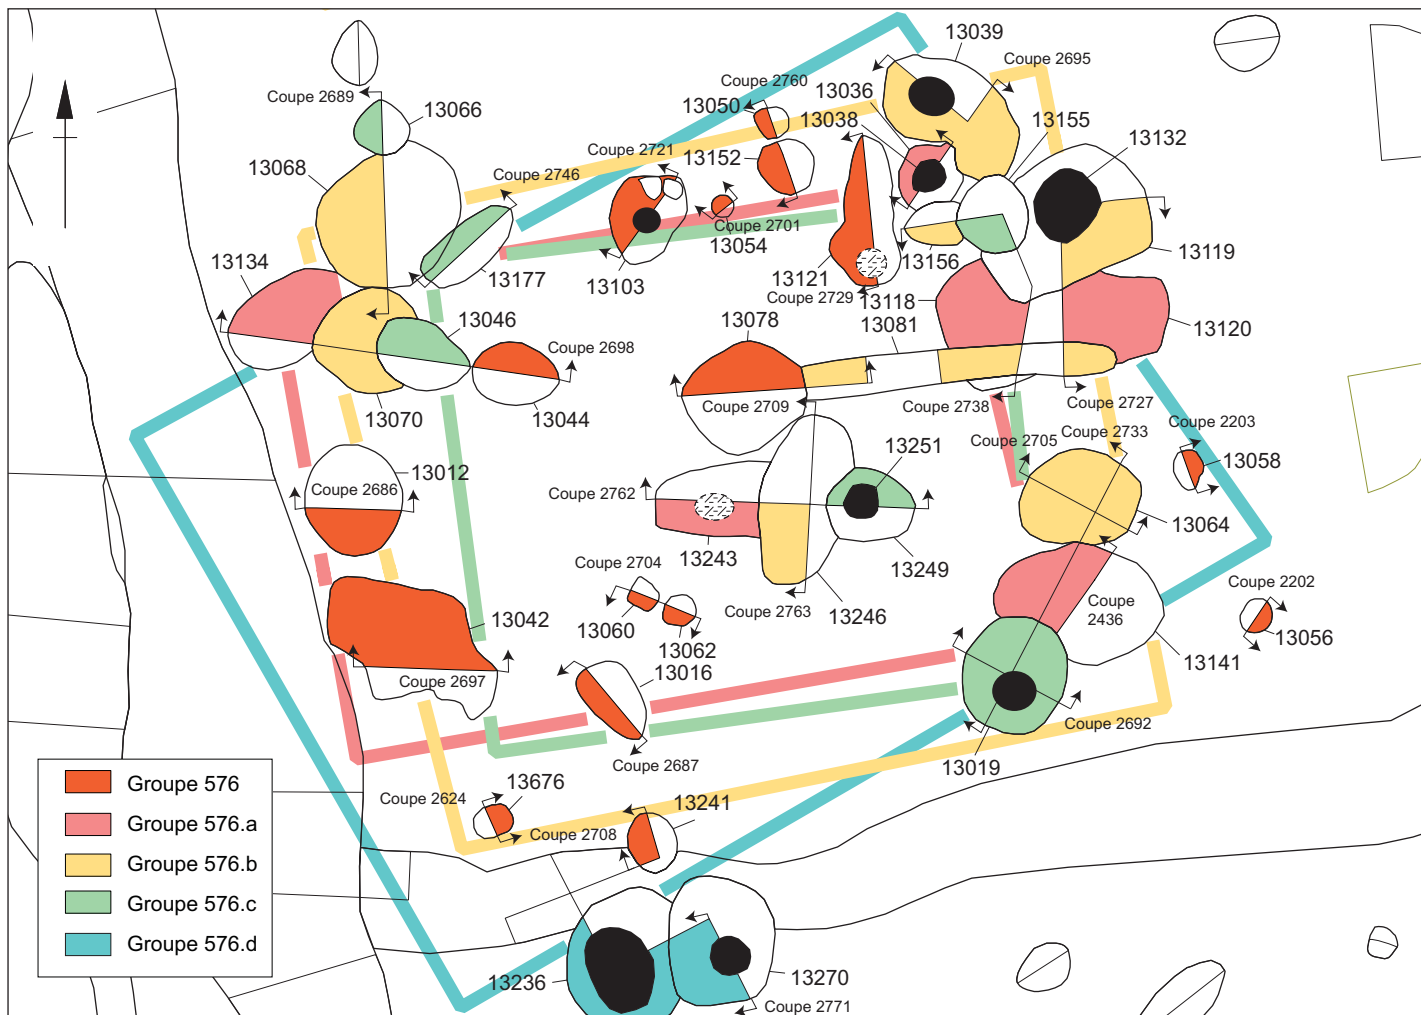 13039
Coupe 2695
Coupe 2760
13036
Coupe 2689
13050
13066
13038
13155
13132
Coupe 2721
13152
13068
Coupe 2746
Coupe 2701
13054
13134
13177
13103
13121
13156
13119
Coupe 2729
13118
13046
13078
13081
13120
Coupe 2698
Coupe 2709
Coupe 2738
Coupe 2727
13070
13044
Coupe 2203
Coupe 2733
Coupe 2705
13251
13058
13012
Coupe 2686
Coupe 2762
13064
13243
13249
Coupe 2704
Coupe 2202
Coupe
2436
Coupe 2763
13246
13060
13042
13062
13056
13141
13016
Coupe 2697
Coupe 2692
Coupe 2687
13019
Groupe 576
Groupe 576.a
Groupe 576.b
Groupe 576.c
Groupe 576.d
13676
Coupe 2624
13241
Coupe 2708
13236
13270
Coupe 2771